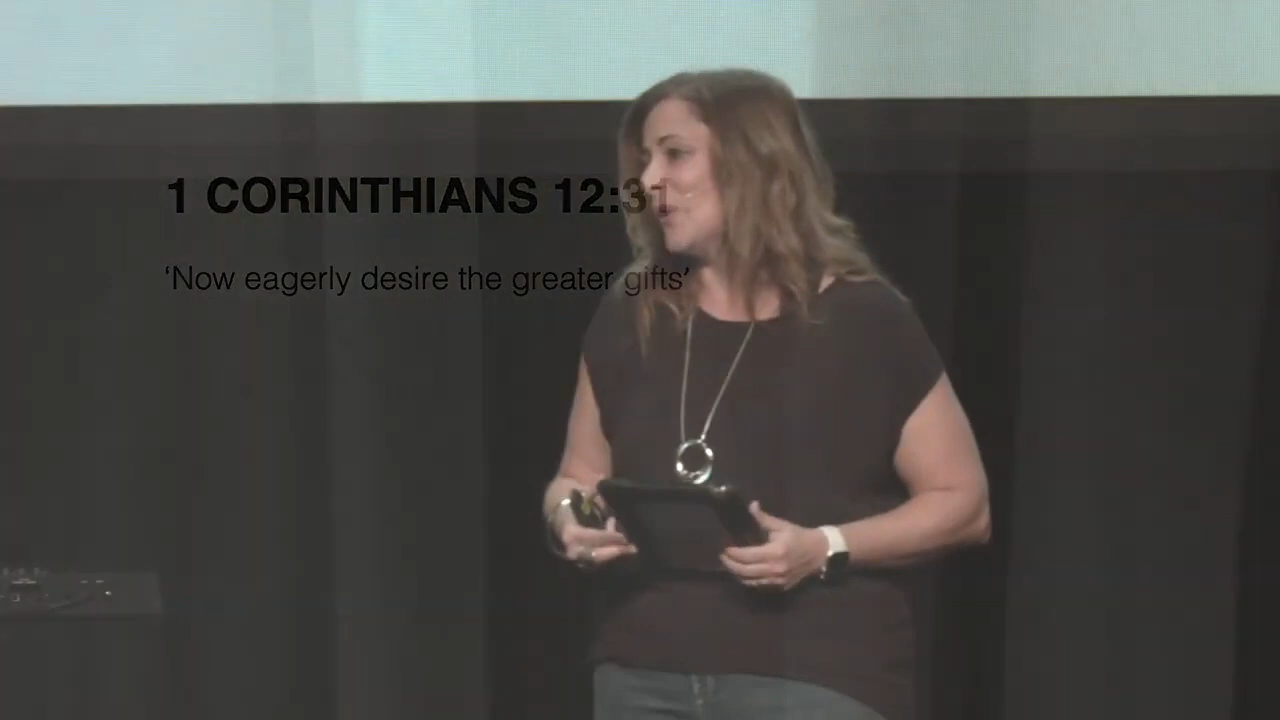 1 CORINTHIANS 12:31
‘Now eagerly desire the greater gifts’